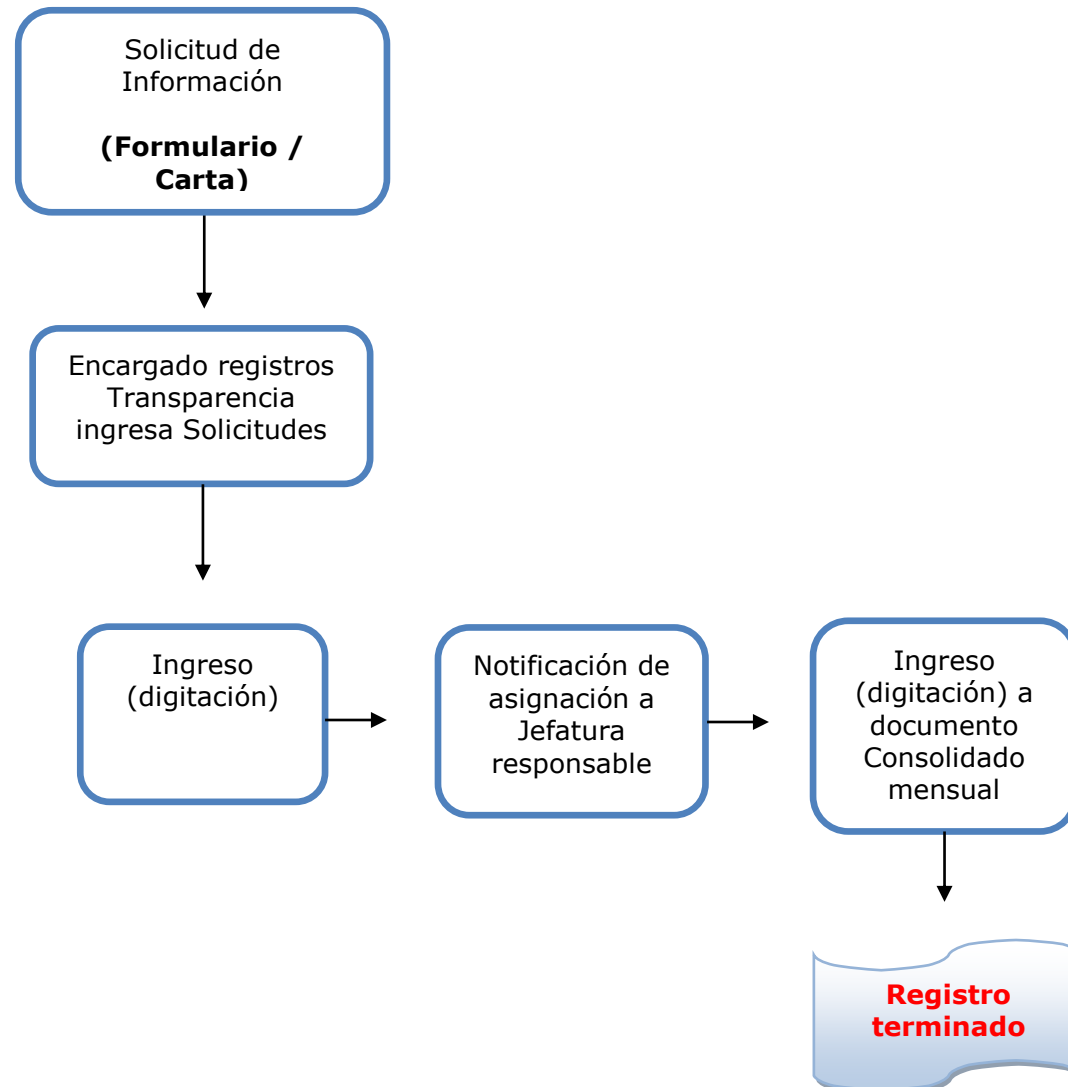 Solicitud de
Información
(Formulario /
Carta)
Encargado registros
Transparencia
ingresa Solicitudes
Ingreso
(digitación)
Notificación de
asignación a
Jefatura
responsable
Ingreso
(digitación) a
documento
Consolidado
mensual
Registro
terminado